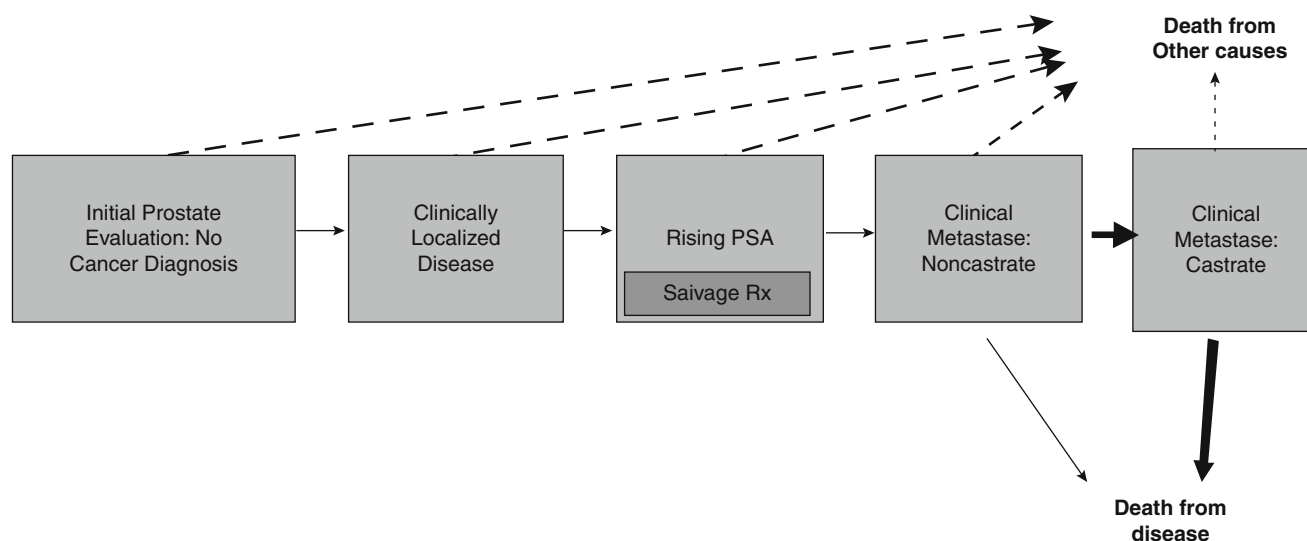 Death from
Other causes
Initial Prostate
Evaluation: No
Cancer Diagnosis
Clinically
Localized
Disease
Rising PSA
Saivage Rx
Clinical
Metastase:
Noncastrate
Clinical
Metastase:
Castrate
Death from
disease